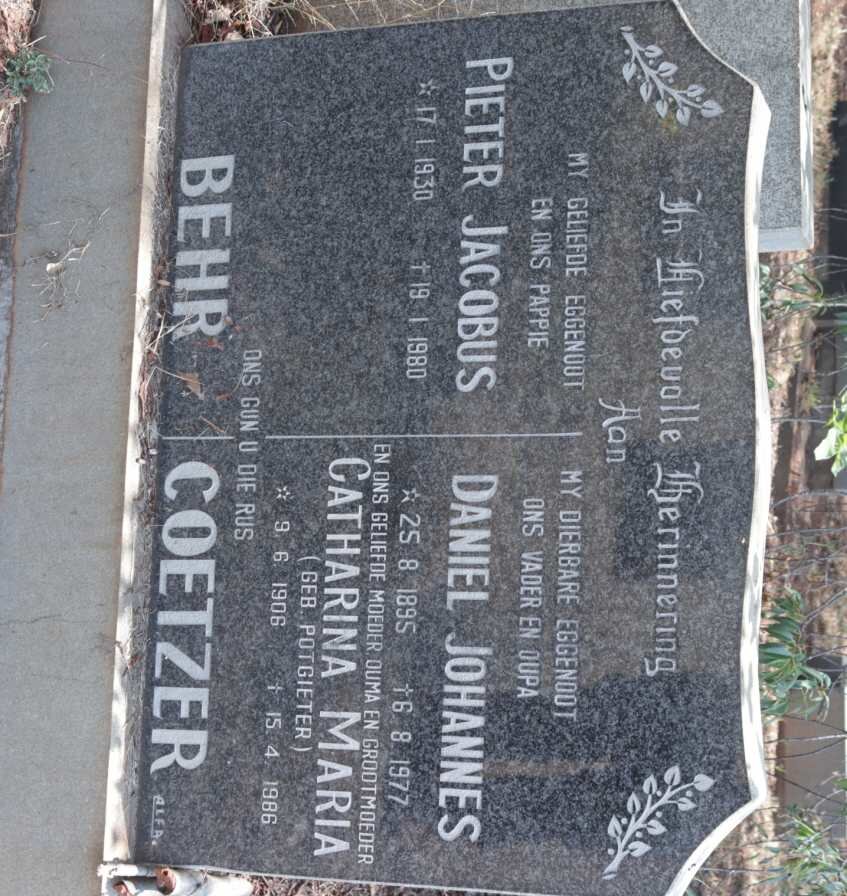 In Liefdevolle Herinnering
Aan
MY GELIEFDE EGGENOOT
EN ONS PAPPIE
PIETER JACOBUS
☆ 17 1 1930 †19 1 1980
MY DIERBARE EGGENOOT
ONS VADER EN OUPA
DANIEL JOHANNES
☆ 25 8 1895 †6 8 1977
EN ONS GELIEFDE MOEDER OUMA EN GROOTMOEDER
CATHARINA MARIA
(GEB POTGIETER)
☆ 9 6 1906 † 15 4 1986
ONS GUN U DIE RUS
BEHR COETZER
ALFA